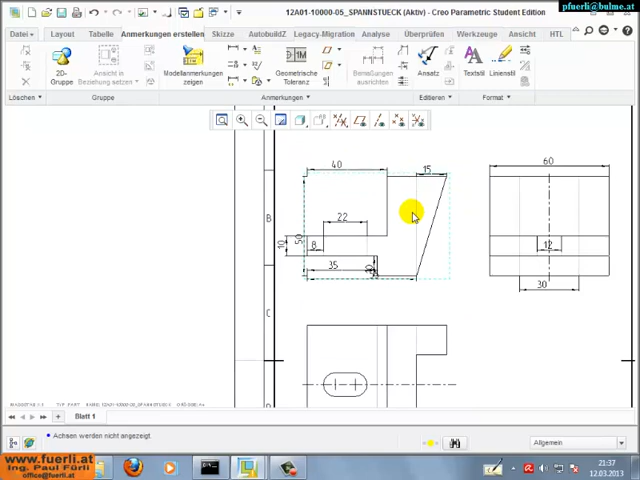 12A01-10000-05_SPANNSTUECK (Aktiv) - Creo Parametric Student Edition
pfuerli@bulme.at
Datei
Layout
Tabelle
Anmerkungen erstellen
Skizze
AutobuildZ
Legacy-Migration
Analyse
Überprüfen
Werkzeuge
Ansicht
HTL
2D-
Gruppe
Ansicht in
Beziehung setzen
Modellanmerkungen
zeigen
Geometrische
Toleranz
Bemaßungen
ausrichten
Ansatz
Textstil
Linienstil
Löschen
Gruppe
Anmerkungen
Editieren
Format
40
15
60
B
22
50
10
8
12
35
20
30
C
Blatt 1
Achsen werden nicht angezeigt.
Allgemein
www.fuerli.at
Ing. Paul Fürli
office@fuerli.at
21:37
12.03.2013